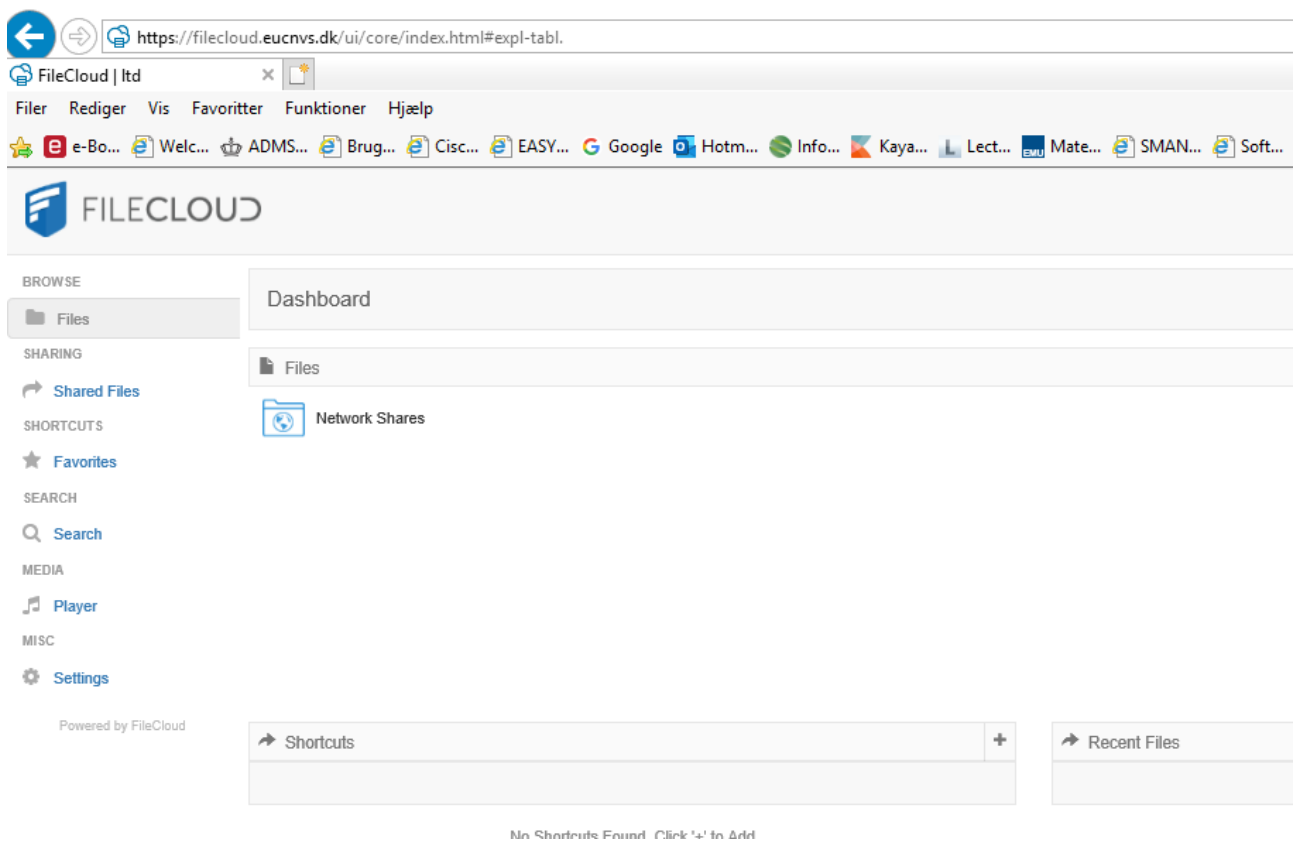 https://filecloud.eucnvs.dk/ui/core/index.html#expl-tabl.
FileCloud | ltd
Filer Rediger Vis Favoritter Funktioner Hjælp
e-Bo... Welc... ADMS... Brug... Cisc... EASY... G Google Hotm... Info... Kaya... L Lect... EMU Mate... SMAN... Soft...
FILECLOUD
BROWSE
Files
SHARING
Shared Files
SHORTCUTS
Favorites
SEARCH
Search
MEDIA
Player
MISC
Settings
Powered by FileCloud
Dashboard
Files
Network Shares
Shortcuts +
Recent Files
No Shortcuts Found. Click '+' to Add